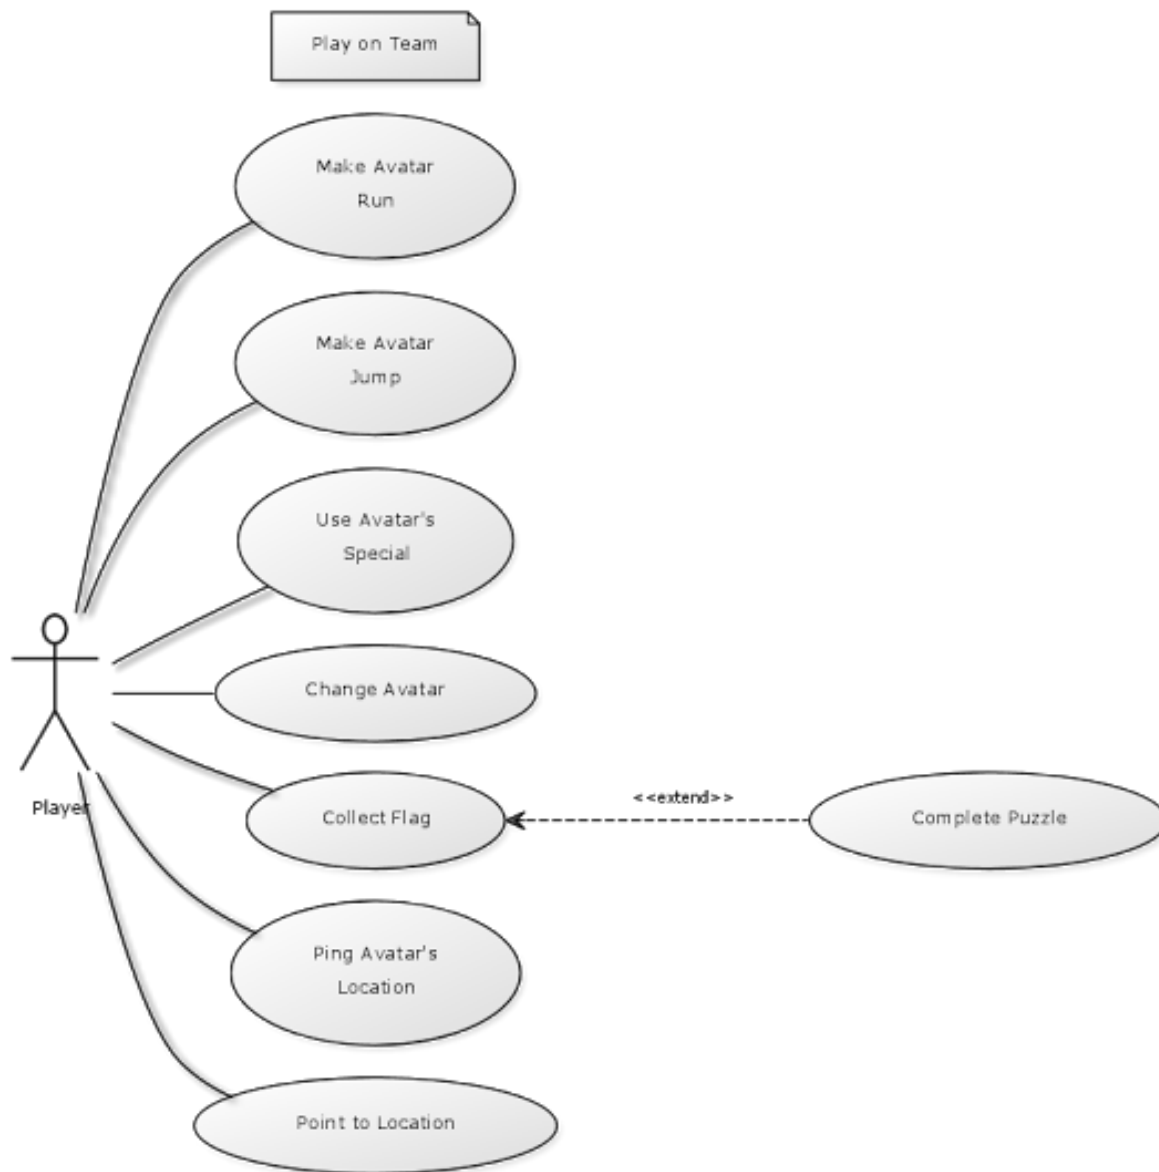 Play on Team
Make Avatar
Run
Make Avatar
Jump
Use Avatar's
Special
Change Avatar
Player
Collect Flag
<<extend>>
Complete Puzzle
Ping Avatar's
Location
Point to Location